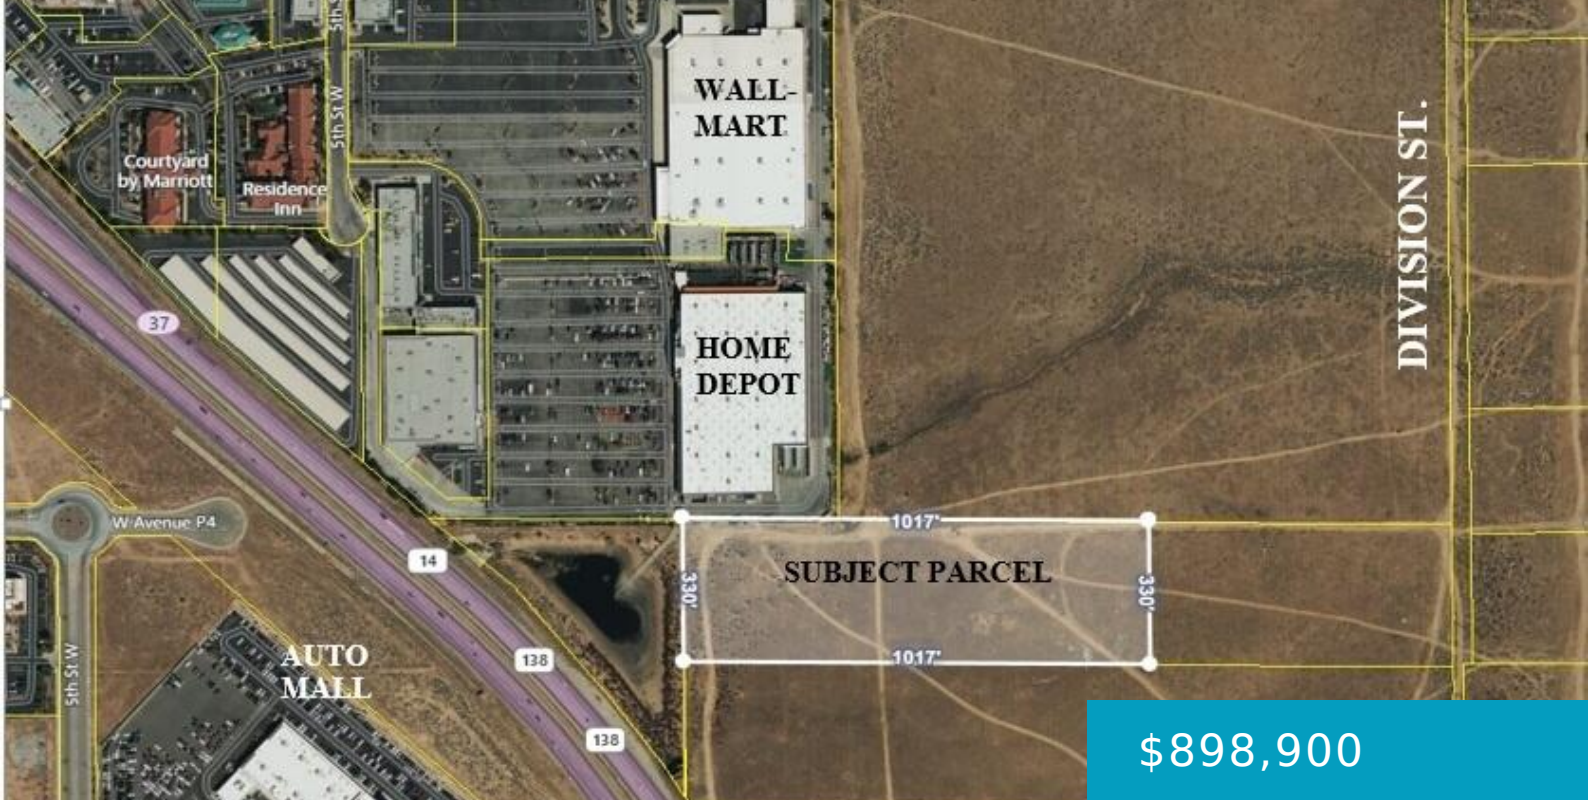 5th S
WALL-
MART
5th St W
DIVISION ST.
Courtyard
by Marriott
Residence
Inn
37
HOME
DEPOT
W Avenue P4
14
1017'
SUBJECT PARCEL
330'
330'
1017'
138
AUTO
MALL
5th St W
138
$898,900